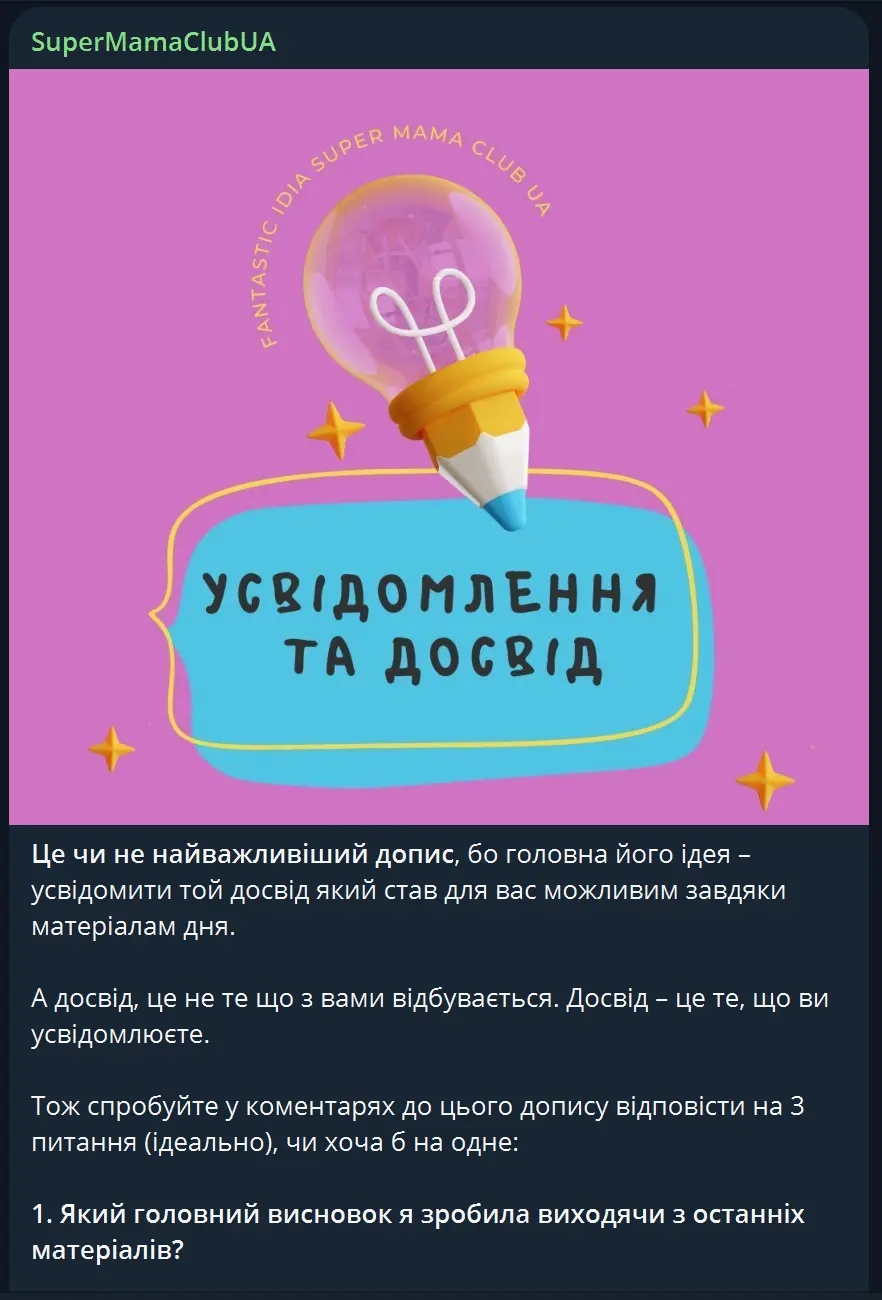 SuperMamaClubUA
FANTASTIC IDIA SUPER MAMA CLUB UA
УСВІДОМЛЕННЯ
ТА ДОСВІД
Це чи не найважливіший допис, бо головна його ідея –
усвідомити той досвід який став для вас можливим завдяки
матеріалам дня.
А досвід, це не те що з вами відбувається. Досвід – це те, що ви
усвідомлюєте.
Тож спробуйте у коментарях до цього допису відповісти на 3
питання (ідеально), чи хоча б на одне:
1. Який головний висновок я зробила виходячи з останніх
матеріалів?